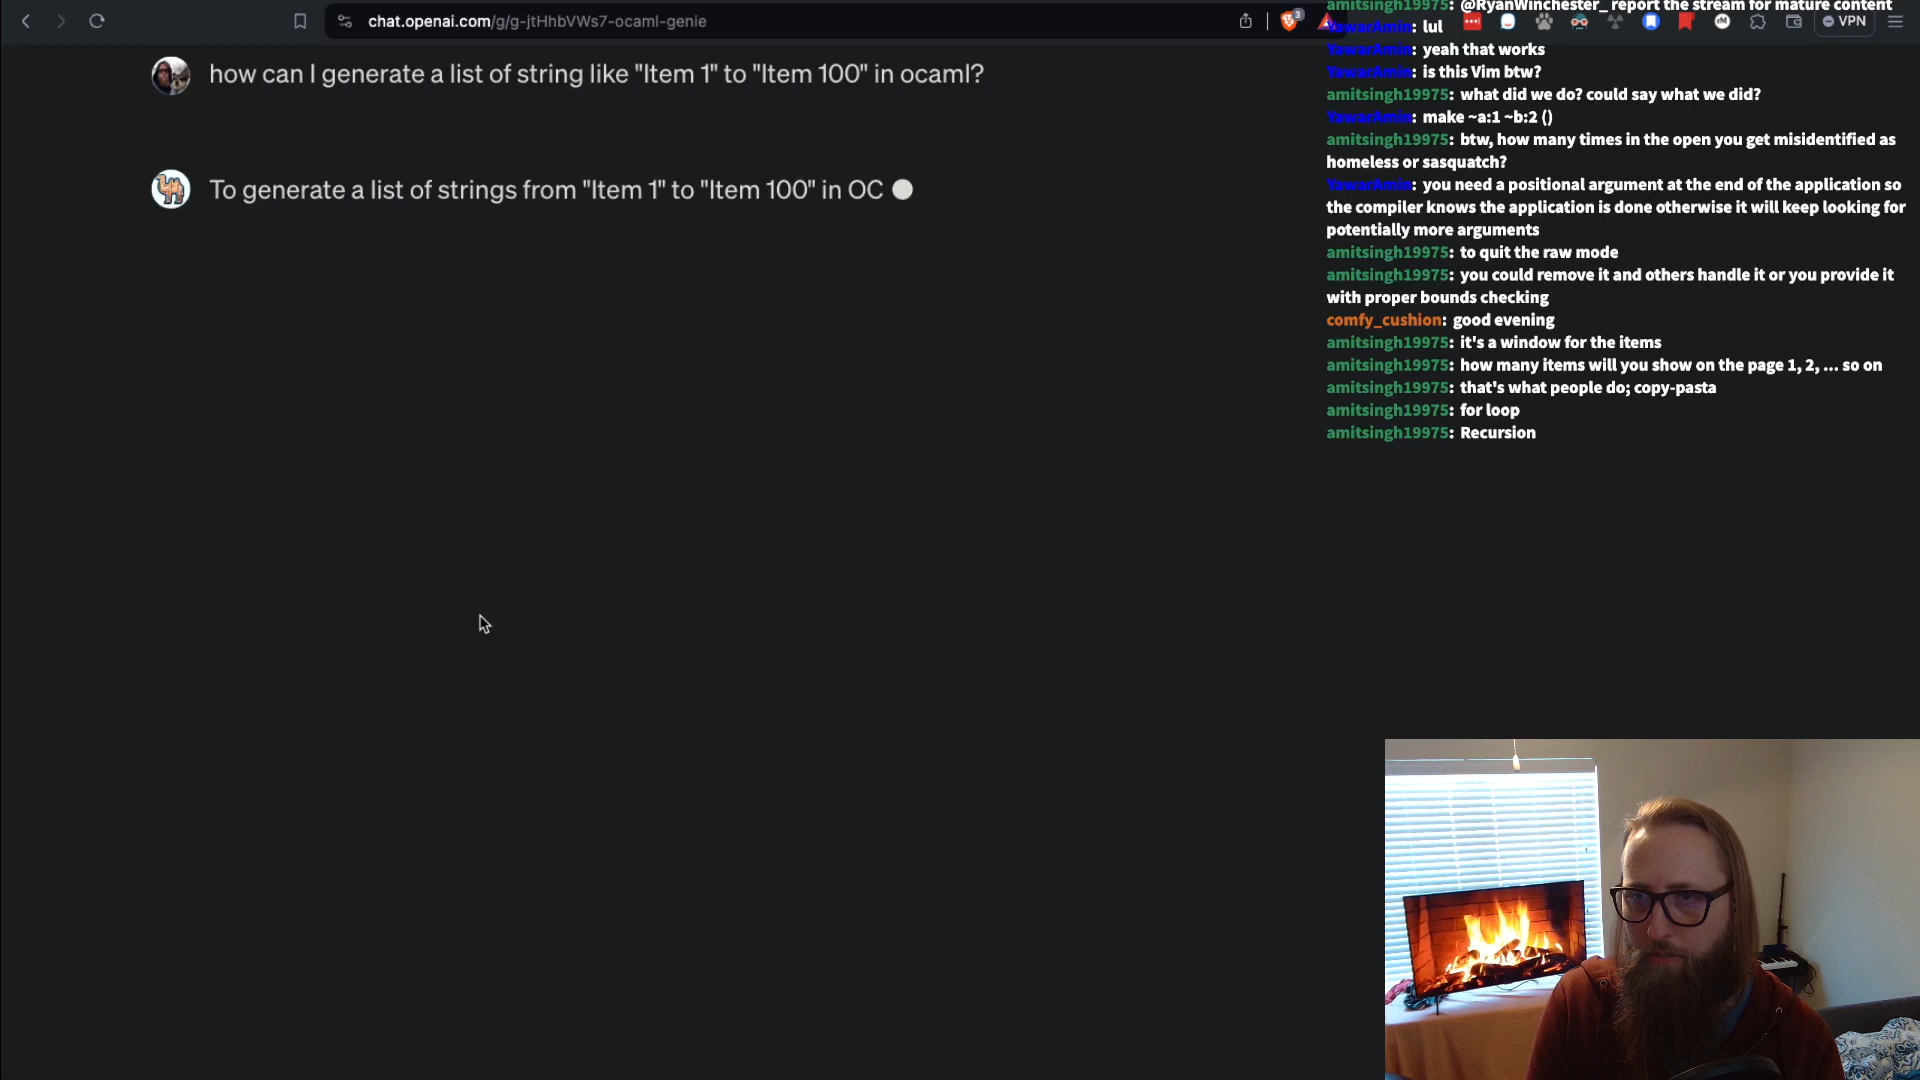 chat.openai.com/g/g-jtHhbVWs7-ocaml-genie
3
VPN
how can I generate a list of string like "Item 1" to "Item 100" in ocaml?
To generate a list of strings from "Item 1" to "Item 100" in OC
amitsingh19975: @RyanWinchester_ report the stream for mature content
YawarAmin: lul
YawarAmin: yeah that works
YawarAmin: is this Vim btw?
amitsingh19975: what did we do? could say what we did?
YawarAmin: make ~a:1 ~b:2 ()
amitsingh19975: btw, how many times in the open you get misidentified as
homeless or sasquatch?
YawarAmin: you need a positional argument at the end of the application so
the compiler knows the application is done otherwise it will keep looking for
potentially more arguments
amitsingh19975: to quit the raw mode
amitsingh19975: you could remove it and others handle it or you provide it
with proper bounds checking
comfy_cushion: good evening
amitsingh19975: it's a window for the items
amitsingh19975: how many items will you show on the page 1, 2, ... so on
amitsingh19975: that's what people do; copy-pasta
amitsingh19975: for loop
amitsingh19975: Recursion